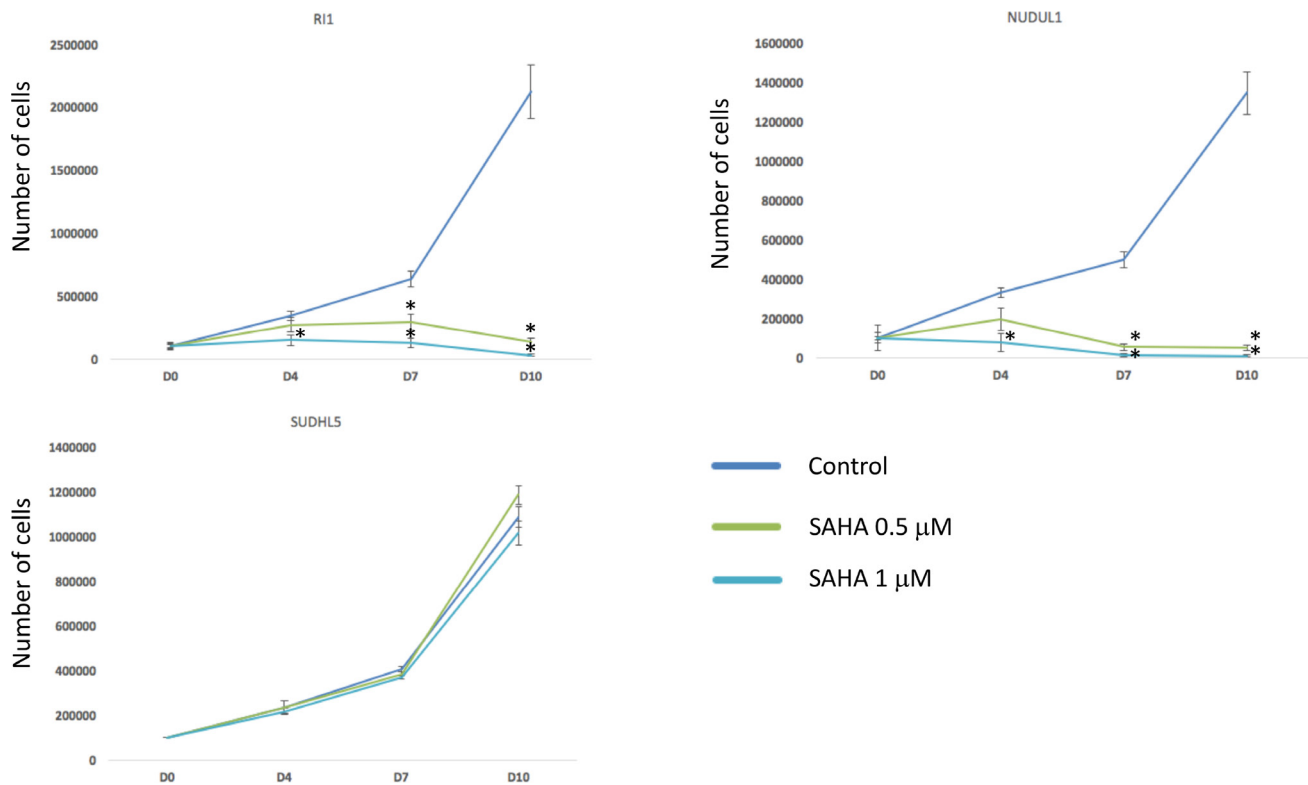 RI1
Number of cells
2500000
2000000
1500000
1000000
500000
0
*
*
*
*
*
D0 D4 D7 D10
NUDUL1
Number of cells
1600000
1400000
1200000
1000000
800000
600000
400000
200000
0
*
*
*
*
*
D0 D4 D7 D10
SUDHL5
Number of cells
1400000
1200000
1000000
800000
600000
400000
200000
0
D0 D4 D7 D10
Control
SAHA 0.5 μM
SAHA 1 μM